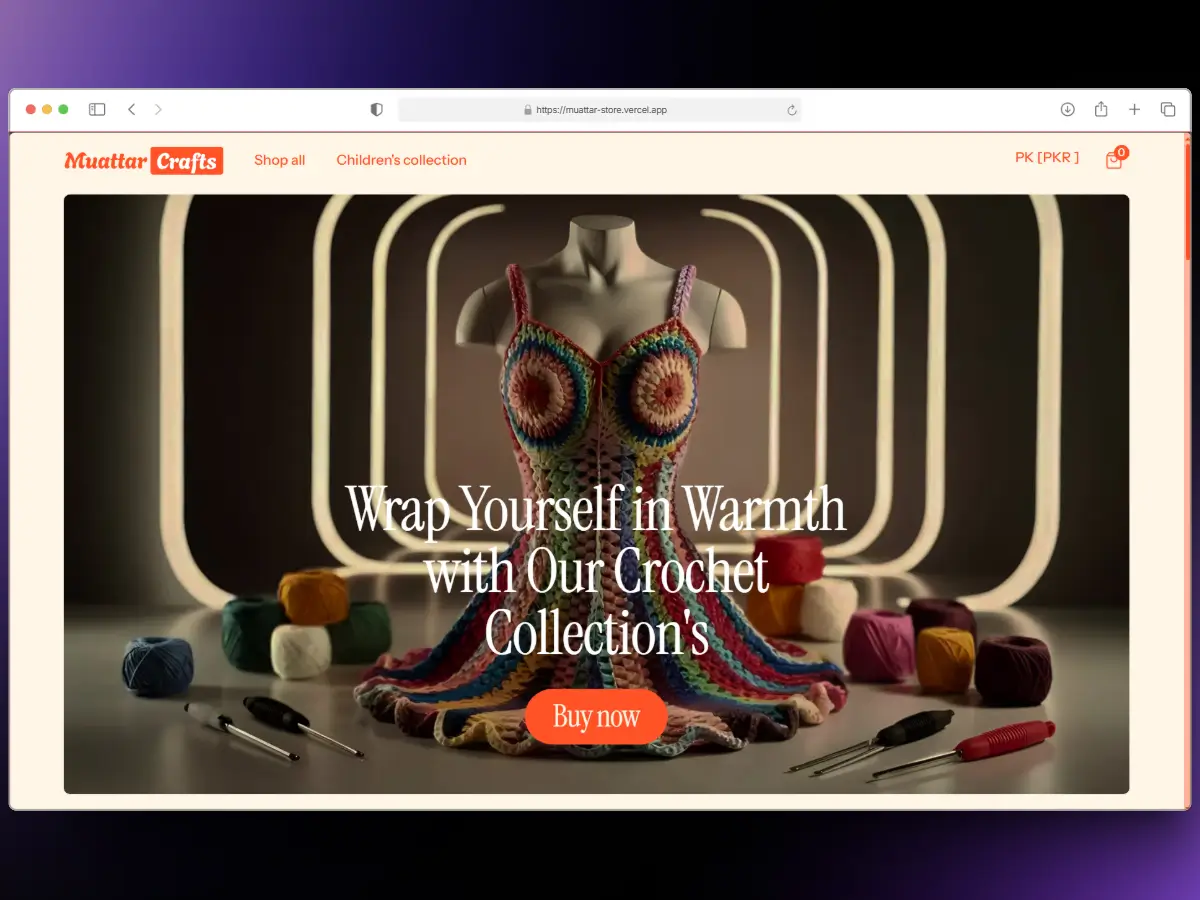 https://muattar-store.vercel.app
Muattar Crafts
Shop all
Children's collection
PK [PKR ]
0
Wrap Yourself in Warmth
with Our Crochet
Collection's
Buy now